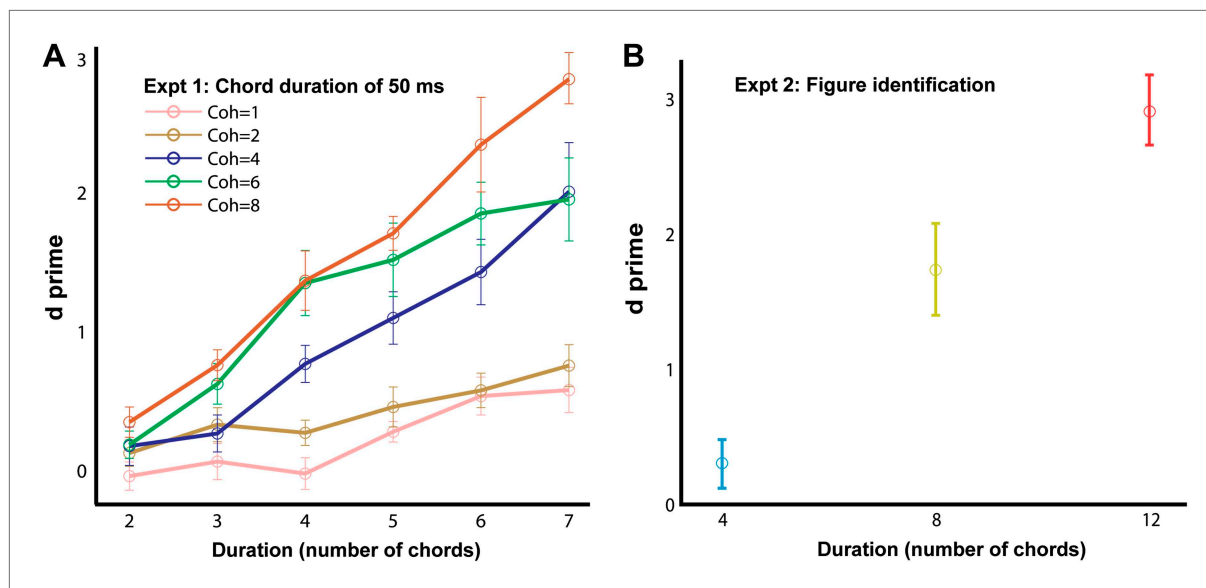 A
Expt 1: Chord duration of 50 ms
Coh=1
Coh=2
Coh=4
Coh=6
Coh=8
d prime
3
2
1
0
2 3 4 5 6 7
Duration (number of chords)
B
Expt 2: Figure identification
d prime
3
2
1
0
4 8 12
Duration (number of chords)